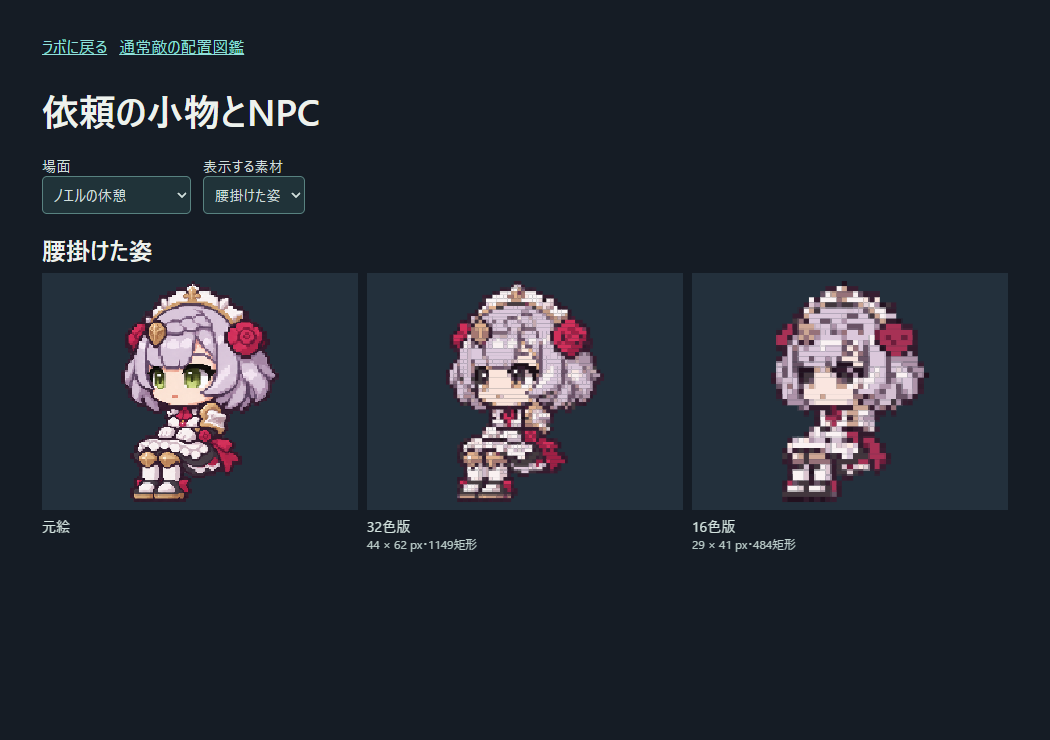 ラボに戻る 通常敵の配置図鑑
依頼の小物とNPC
場面 表示する素材
ノエルの休憩 腰掛けた姿
腰掛けた姿
元絵 32色版 16色版
44 × 62 px・1149矩形 29 × 41 px・484矩形